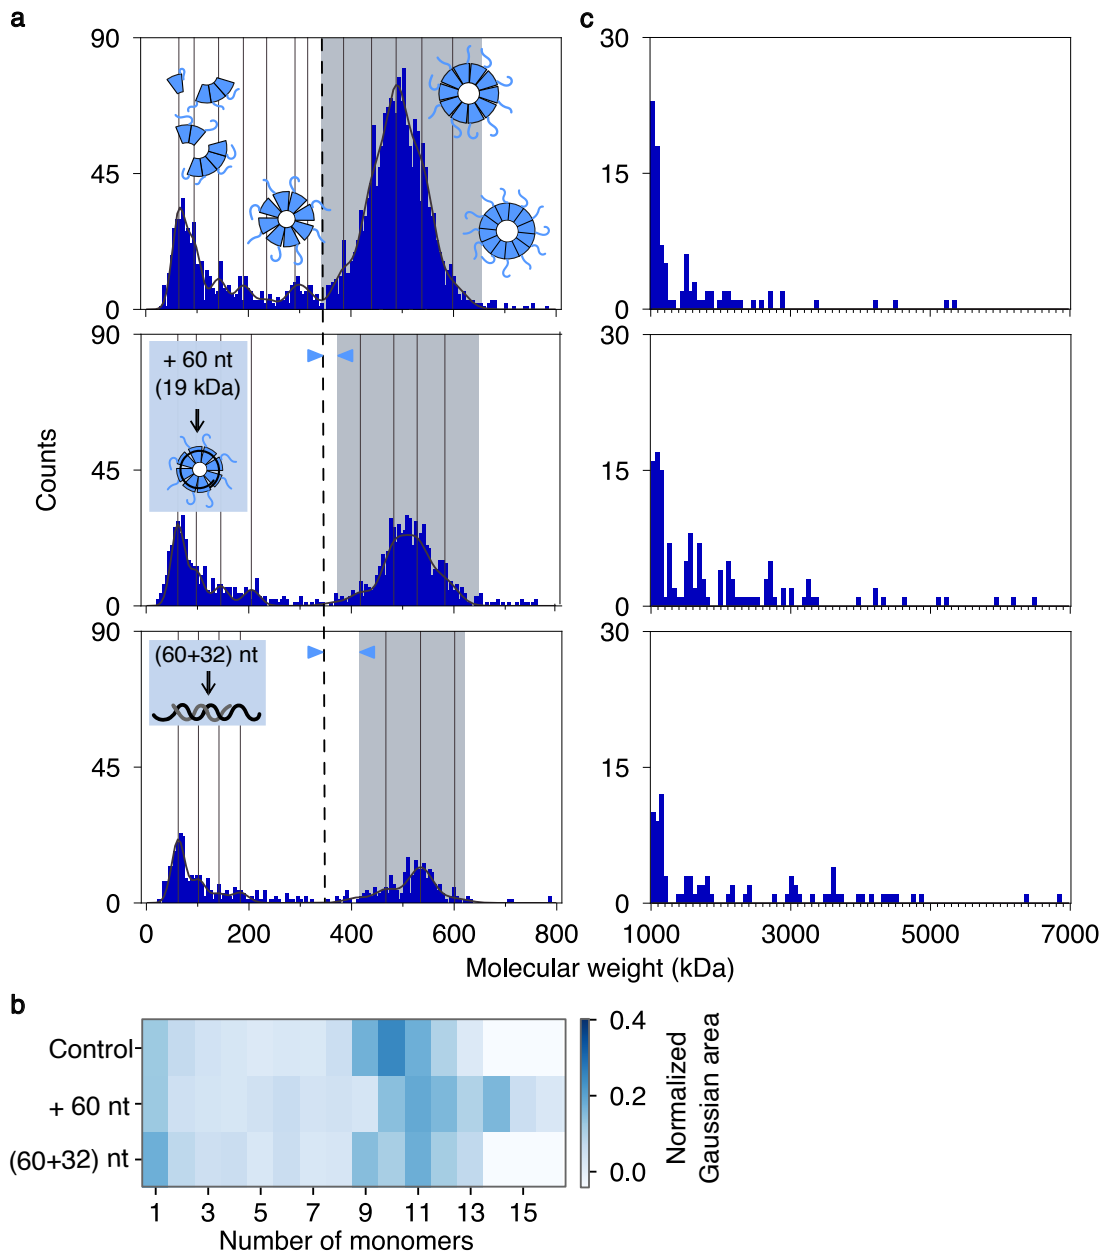 a
c
90
45
0
30
15
0
90
45
0
+ 60 nt
(19 kDa)
30
15
0
90
45
0
(60+32) nt
30
15
0
Counts
0 200 400 600 800
1000 3000 5000 7000
Molecular weight (kDa)
b
Control
+ 60 nt
(60+32) nt
1 3 5 7 9 11 13 15
Number of monomers
0.4
0.2
0.0
Normalized
Gaussian area